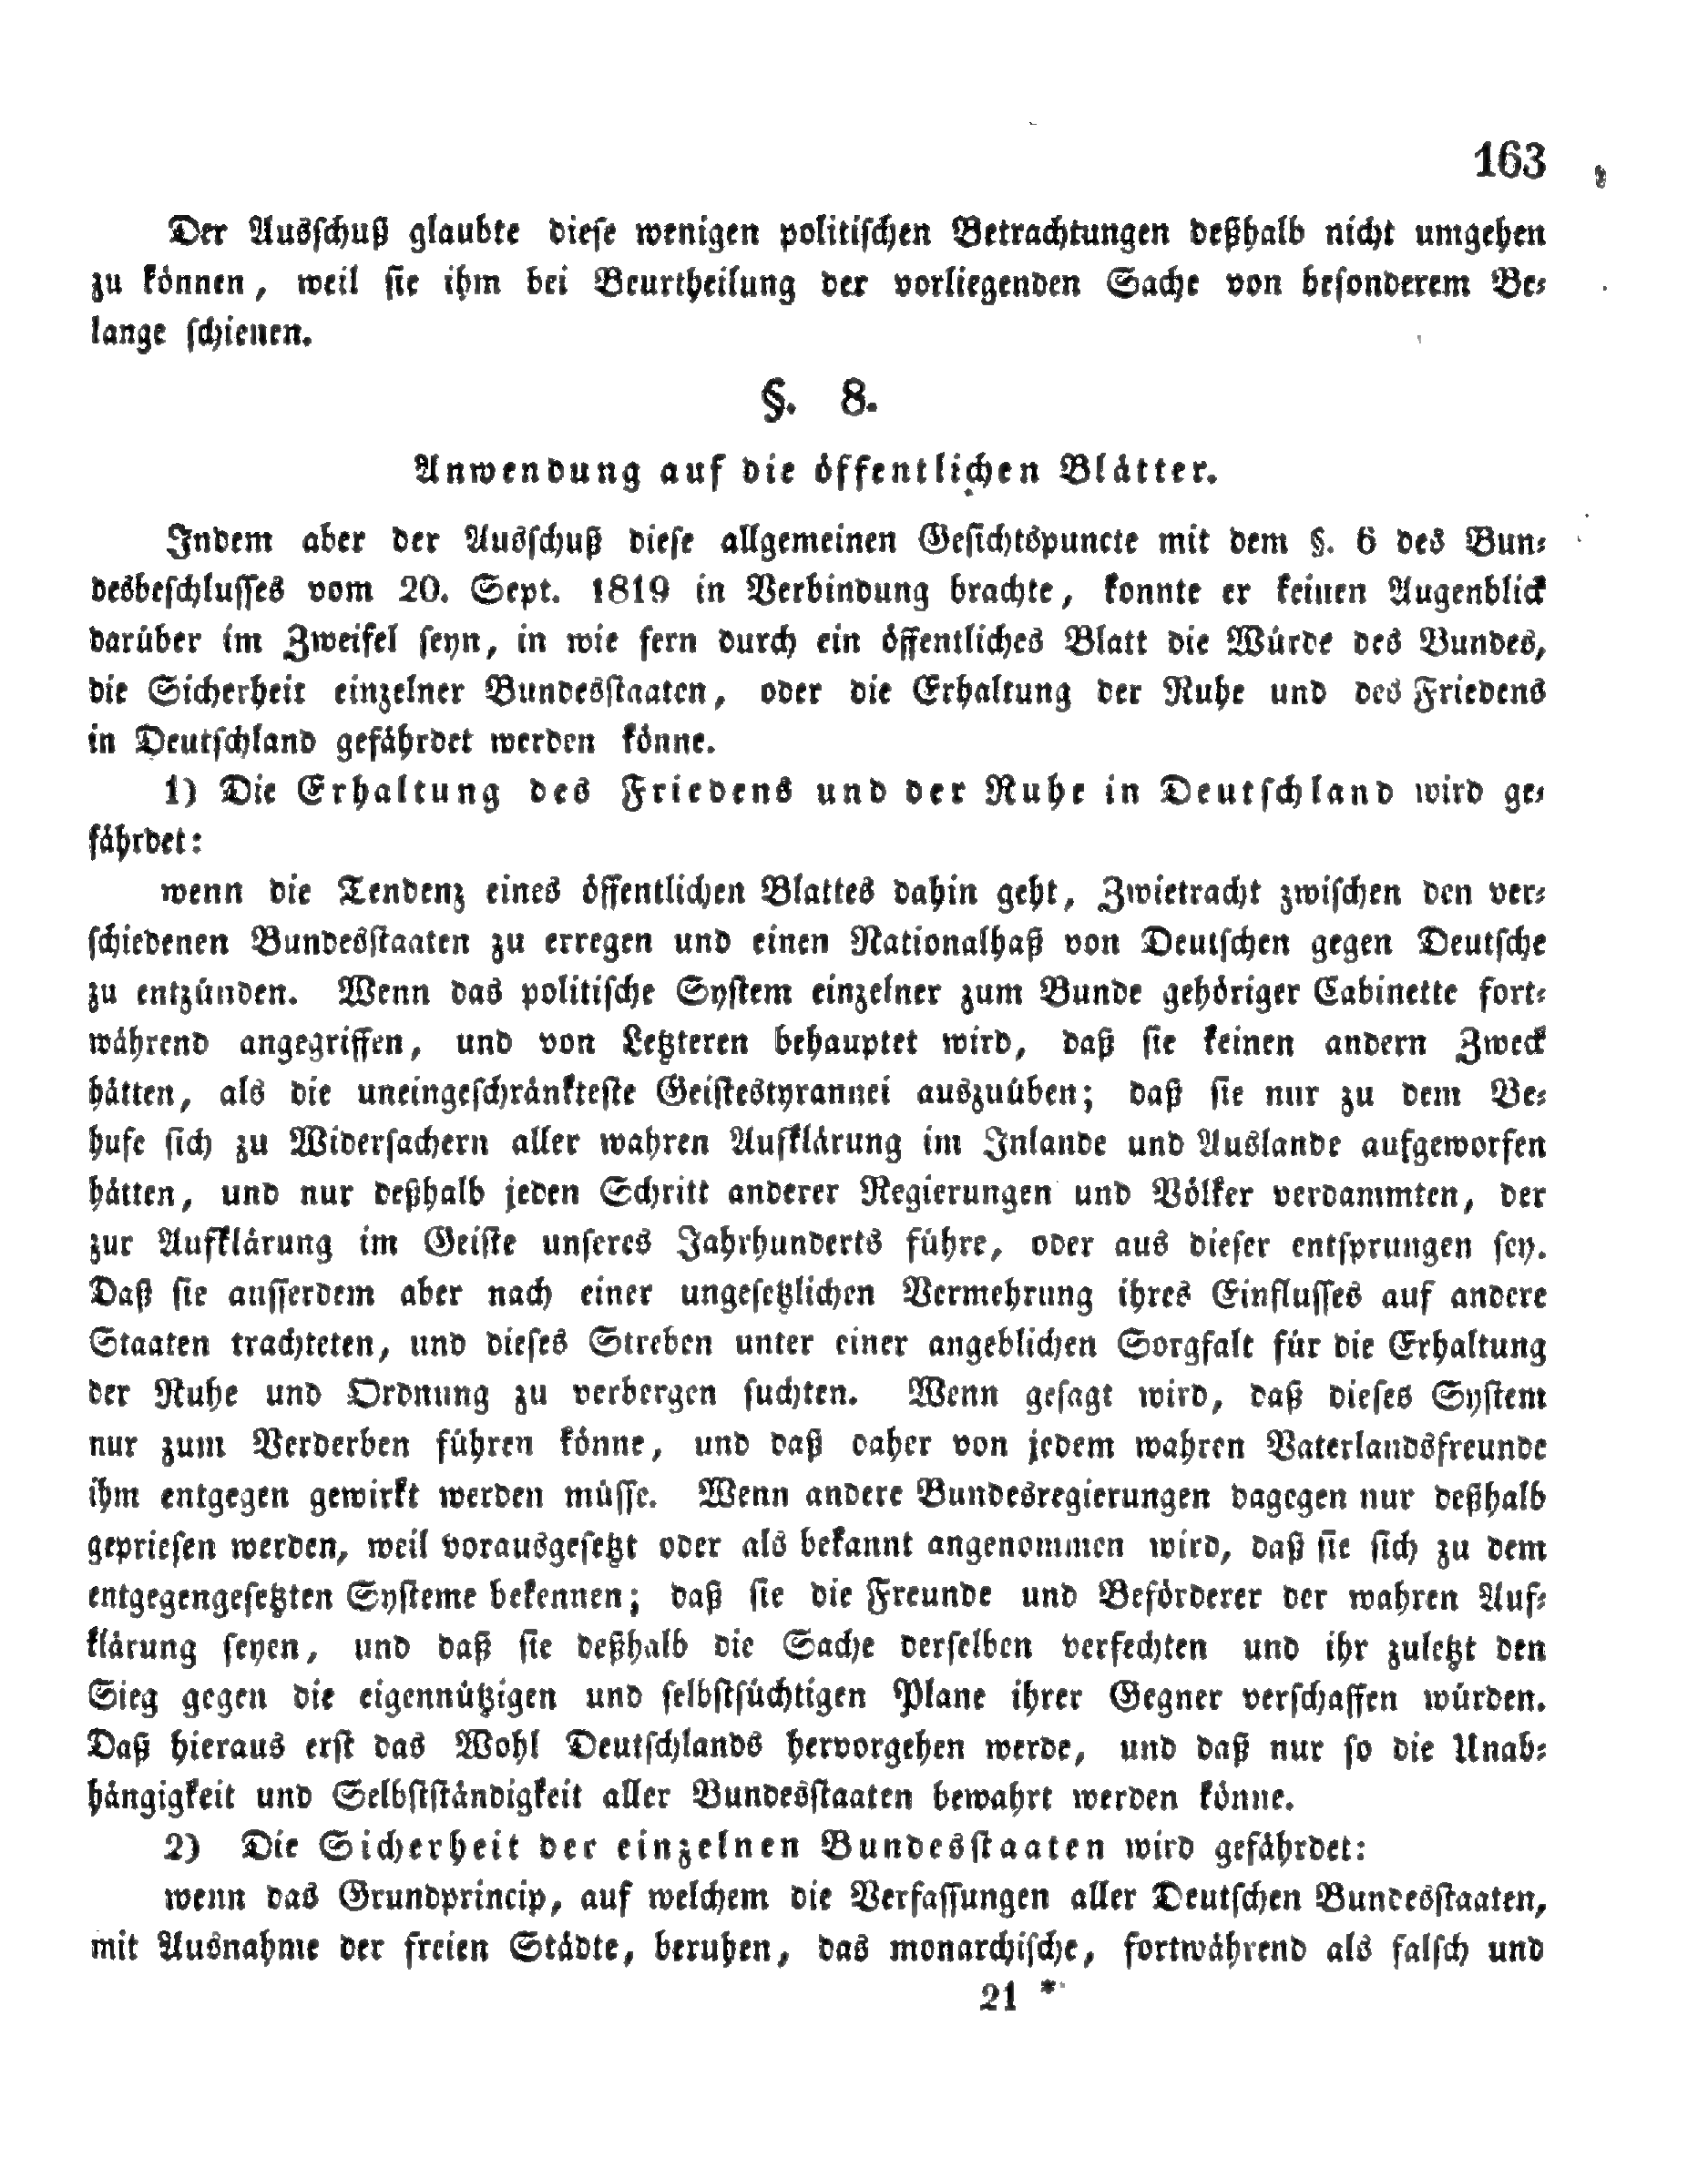 163
Der Ausschuß glaubte diese wenigen politischen Betrachtungen deßhalb nicht umgehen
zu können, weil sie ihm bei Beurtheilung der vorliegenden Sache von besonderem Be-
lange schienen.
§. 8.
Anwendung auf die öffentlichen Blätter.
Indem aber der Ausschuß diese allgemeinen Gesichtspuncte mit dem §. 6 des Bun-
desbeschlusses vom 20. Sept. 1819 in Verbindung brachte, konnte er keinen Augenblick
darüber im Zweifel seyn, in wie fern durch ein öffentliches Blatt die Würde des Bundes,
die Sicherheit einzelner Bundesstaaten, oder die Erhaltung der Ruhe und des Friedens
in Deutschland gefährdet werden könne.
1) Die Erhaltung des Friedens und der Ruhe in Deutschland wird ge-
fährdet:
wenn die Tendenz eines öffentlichen Blattes dahin geht, Zwietracht zwischen den ver-
schiedenen Bundesstaaten zu erregen und einen Nationalhaß von Deutschen gegen Deutsche
zu entzünden. Wenn das politische System einzelner zum Bunde gehöriger Cabinette fort-
während angegriffen, und von Letzteren behauptet wird, daß sie keinen andern Zweck
hätten, als die uneingeschränkteste Geistestyrannei auszuüben; daß sie nur zu dem Be-
hufe sich zu Widersachern aller wahren Aufklärung im Inlande und Auslande aufgeworfen
hätten, und nur deßhalb jeden Schritt anderer Regierungen und Völker verdammten, der
zur Aufklärung im Geiste unseres Jahrhunderts führe, oder aus dieser entsprungen sey.
Daß sie ausserdem aber nach einer ungesetzlichen Vermehrung ihres Einflusses auf andere
Staaten trachteten, und dieses Streben unter einer angeblichen Sorgfalt für die Erhaltung
der Ruhe und Ordnung zu verbergen suchten. Wenn gesagt wird, daß dieses System
nur zum Verderben führen könne, und daß daher von jedem wahren Vaterlandsfreunde
ihm entgegen gewirkt werden müsse. Wenn andere Bundesregierungen dagegen nur deßhalb
gepriesen werden, weil vorausgesetzt oder als bekannt angenommen wird, daß sie sich zu dem
entgegengesetzten Systeme bekennen; daß sie die Freunde und Beförderer der wahren Auf-
klärung seyen, und daß sie deßhalb die Sache derselben verfechten und ihr zuletzt den
Sieg gegen die eigennützigen und selbstsüchtigen Plane ihrer Gegner verschaffen würden.
Daß hieraus erst das Wohl Deutschlands hervorgehen werde, und daß nur so die Unab-
hängigkeit und Selbstständigkeit aller Bundesstaaten bewahrt werden könne.
2) Die Sicherheit der einzelnen Bundesstaaten wird gefährdet:
wenn das Grundprincip, auf welchem die Verfassungen aller Deutschen Bundesstaaten,
mit Ausnahme der freien Städte, beruhen, das monarchische, fortwährend als falsch und
21 *